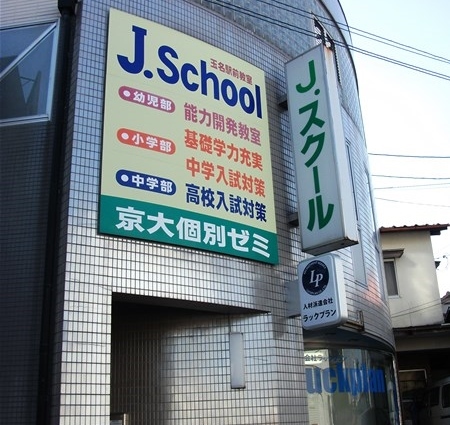 玉名駅前教室
J.School
●幼児部 能力開発教室
●小学部 基礎学力充実
中学入試対策
●中学部 高校入試対策
京大個別ゼミ
J.スクール
LP
人材派遣会社
ラックプラン
uckplan